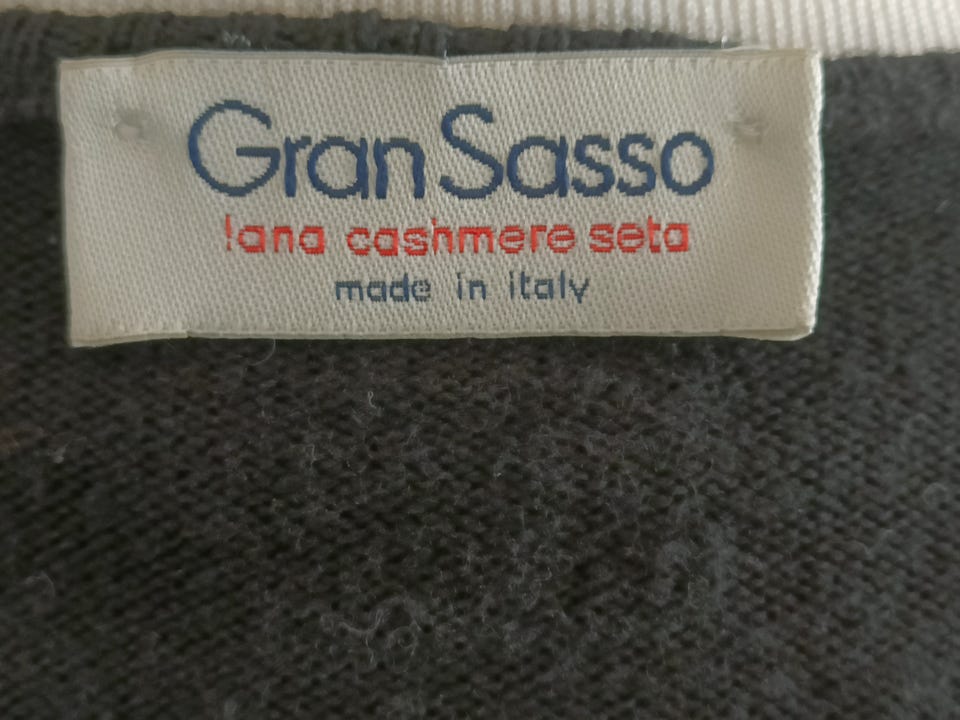 Gran Sasso
lana cashmere seta
made in italy